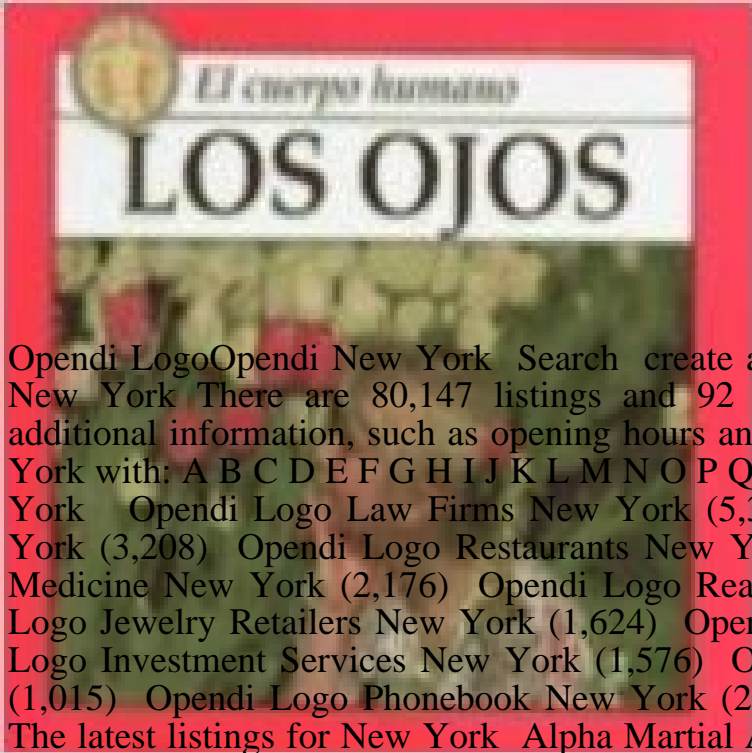 El cuerpo humano
LOS OJOS
Opendi LogoOpendi New York Search create a
New York There are 80,147 listings and 92
additional information, such as opening hours an
York with: A B C D E F G H I J K L M N O P Q
York Opendi Logo Law Firms New York (5,
York (3,208) Opendi Logo Restaurants New Y
Medicine New York (2,176) Opendi Logo Rea
Logo Jewelry Retailers New York (1,624) Oper
Logo Investment Services New York (1,576) O
(1,015) Opendi Logo Phonebook New York (2
The latest listings for New York Alpha Martial